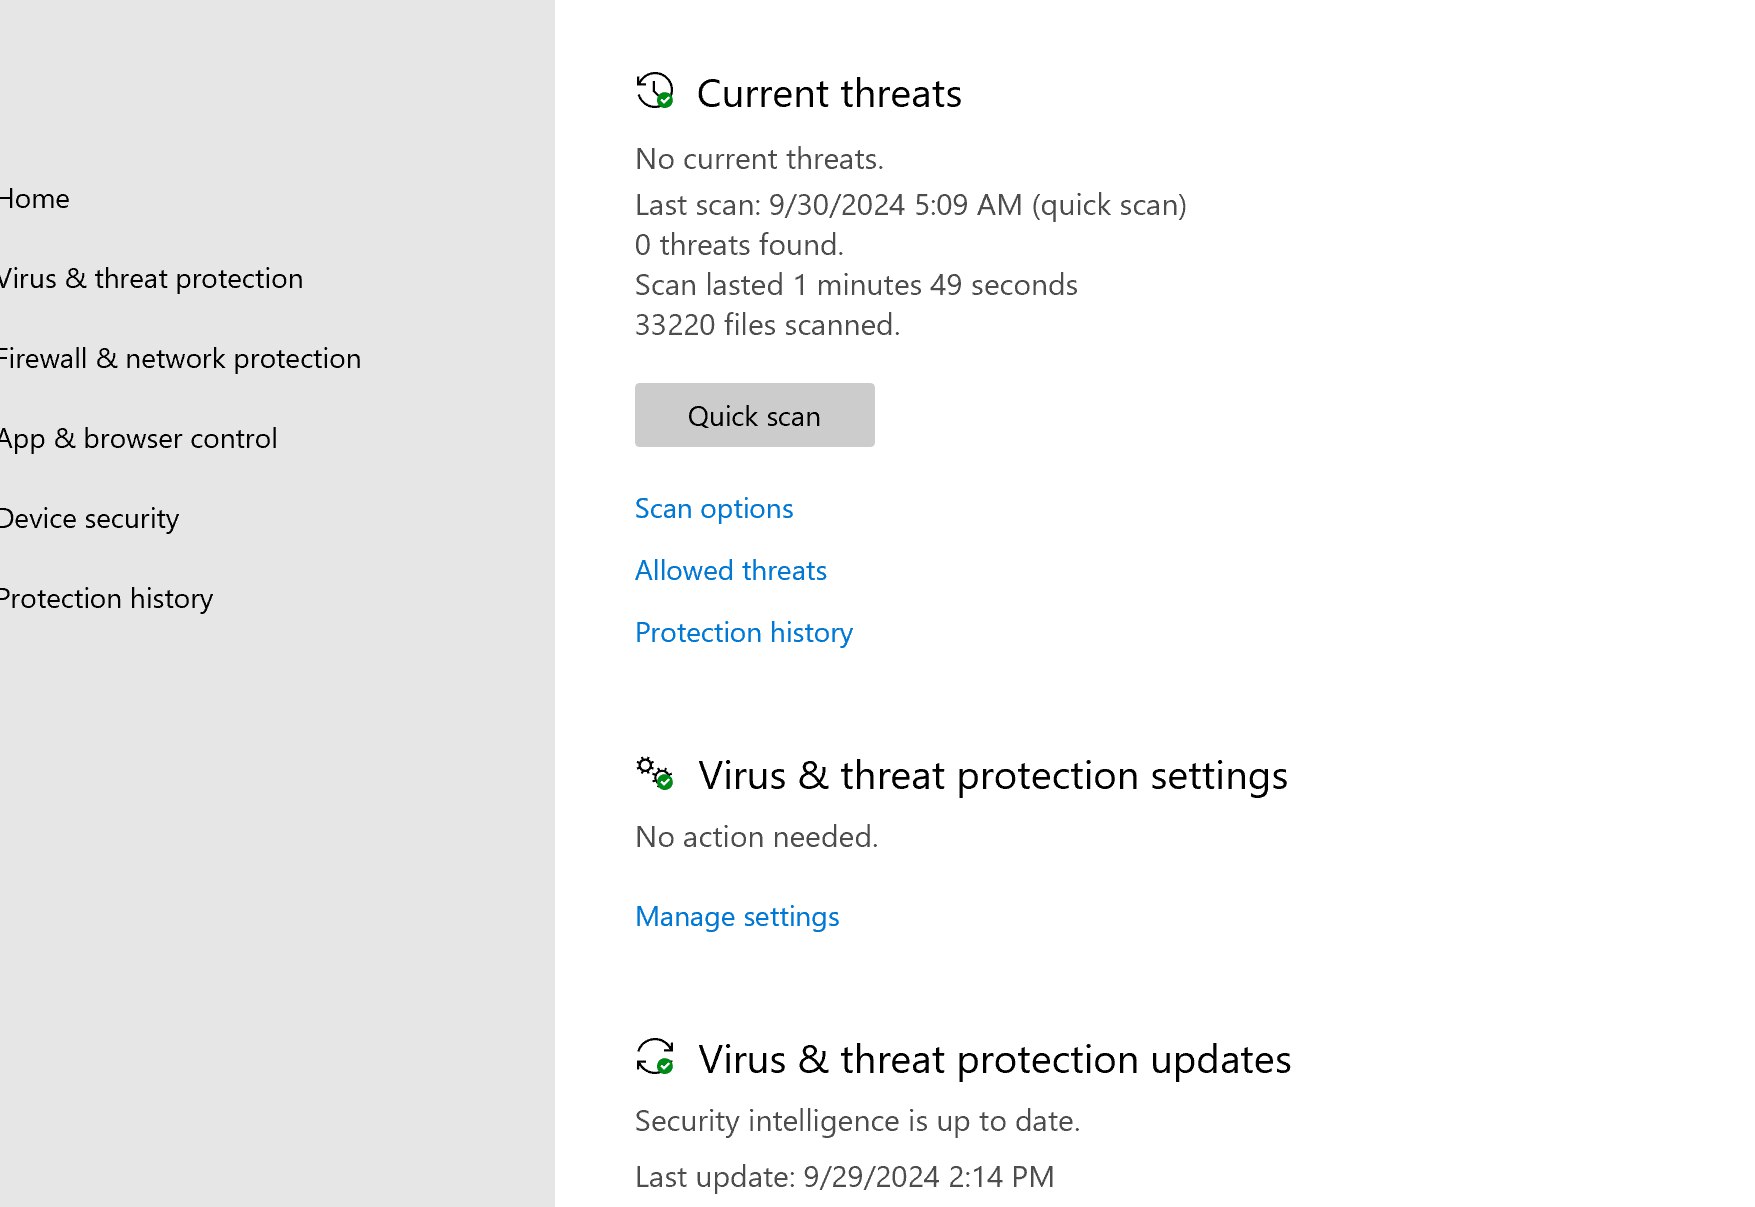 Home
Virus & threat protection
Firewall & network protection
App & browser control
Device security
Protection history
Current threats
No current threats.
Last scan: 9/30/2024 5:09 AM (quick scan)
0 threats found.
Scan lasted 1 minutes 49 seconds
33220 files scanned.
Quick scan
Scan options
Allowed threats
Protection history
Virus & threat protection settings
No action needed.
Manage settings
Virus & threat protection updates
Security intelligence is up to date.
Last update: 9/29/2024 2:14 PM